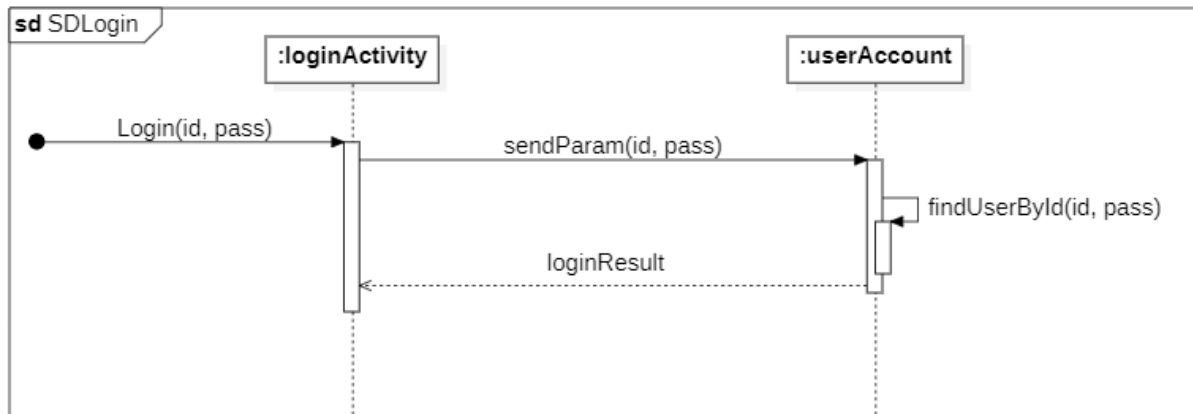 sd SDLogin
:loginActivity
:userAccount
Login(id, pass)
sendParam(id, pass)
findUserById(id, pass)
loginResult